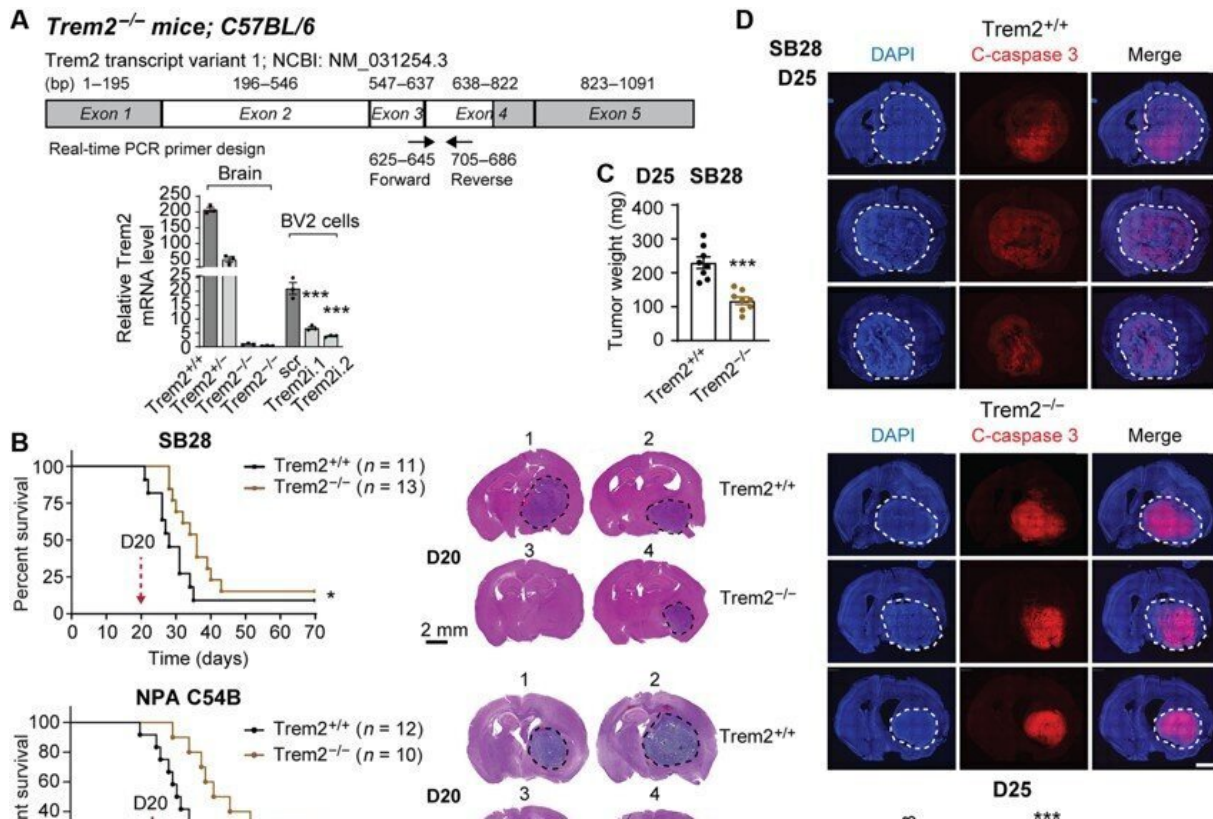 A Trem2−/− mice; C57BL/6
Trem2 transcript variant 1; NCBI: NM_031254.3
(bp) 1–195 196–546 547–637 638–822 823–1091
Exon 1 Exon 2 Exon 3 Exon 4 Exon 5
Real-time PCR primer design
625–645 705–686
Forward Reverse
Brain
BV2 cells
Relative Trem2
mRNA level
250
200
150
100
50
25
20
15
10
5
0
***
***
Trem2+/+
Trem2+/−
Trem2−/−
Trem2−/−
scr
Trem2i.1
Trem2i.2
C D25 SB28
Tumor weight (mg)
400
300
200
100
0
***
Trem2+/+
Trem2−/−
B
SB28
Percent survival
100
75
50
25
0
Trem2+/+ (n = 11)
Trem2−/− (n = 13)
D20
*
0 10 20 30 40 50 60 70
Time (days)
1 2
Trem2+/+
D20
3 4
Trem2−/−
2 mm
NPA C54B
100
80
60
40
Trem2+/+ (n = 12)
Trem2−/− (n = 10)
D20
1 2
Trem2+/+
D20
3 4
D
SB28
D25
Trem2+/+
DAPI C-caspase 3 Merge
Trem2−/−
DAPI C-caspase 3 Merge
D25
***